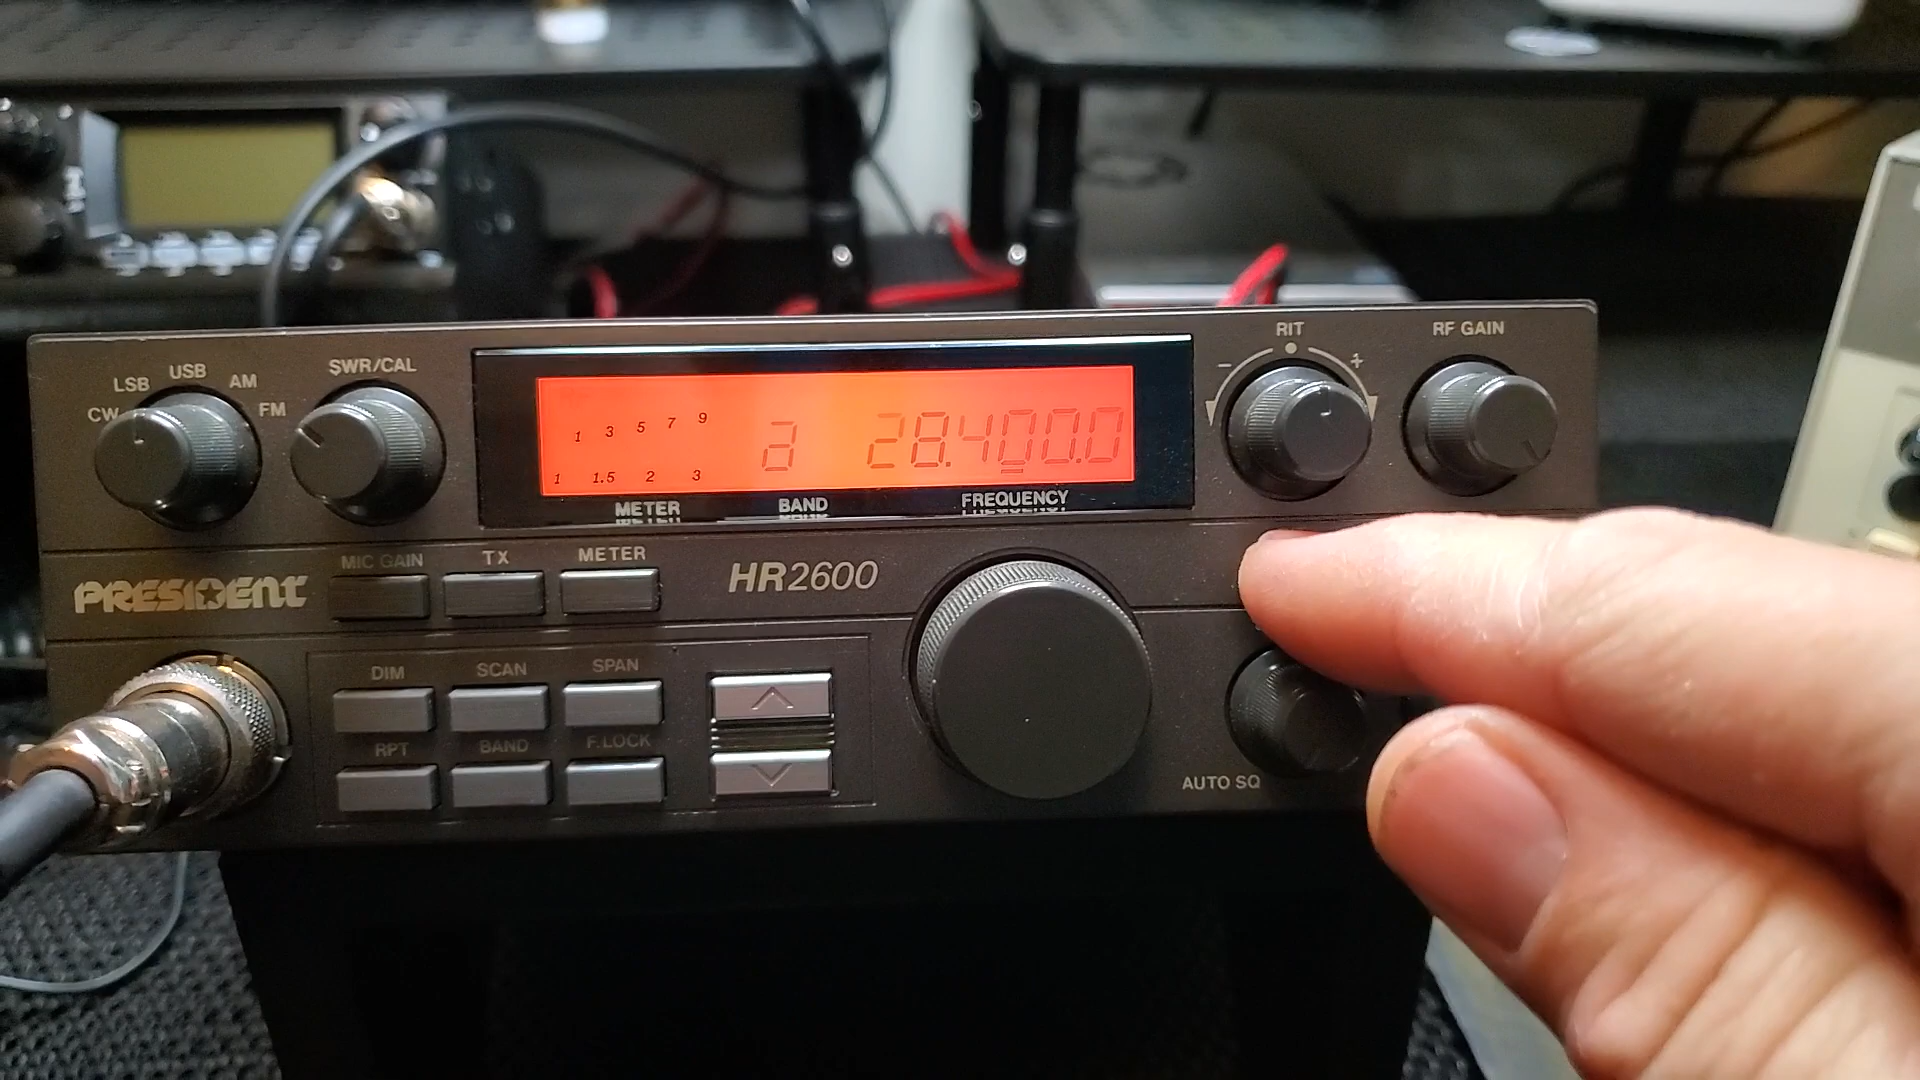 RIT
RF GAIN
USB
LSB
AM
CW
FM
SWR/CAL
- +
1 3 5 7 9
1 1.5 2 3
a 28.400.0
METER BAND FREQUENCY
MIC GAIN TX METER
PRESIDENT
HR2600
DIM SCAN SPAN
RPT BAND F.LOCK
AUTO SQ